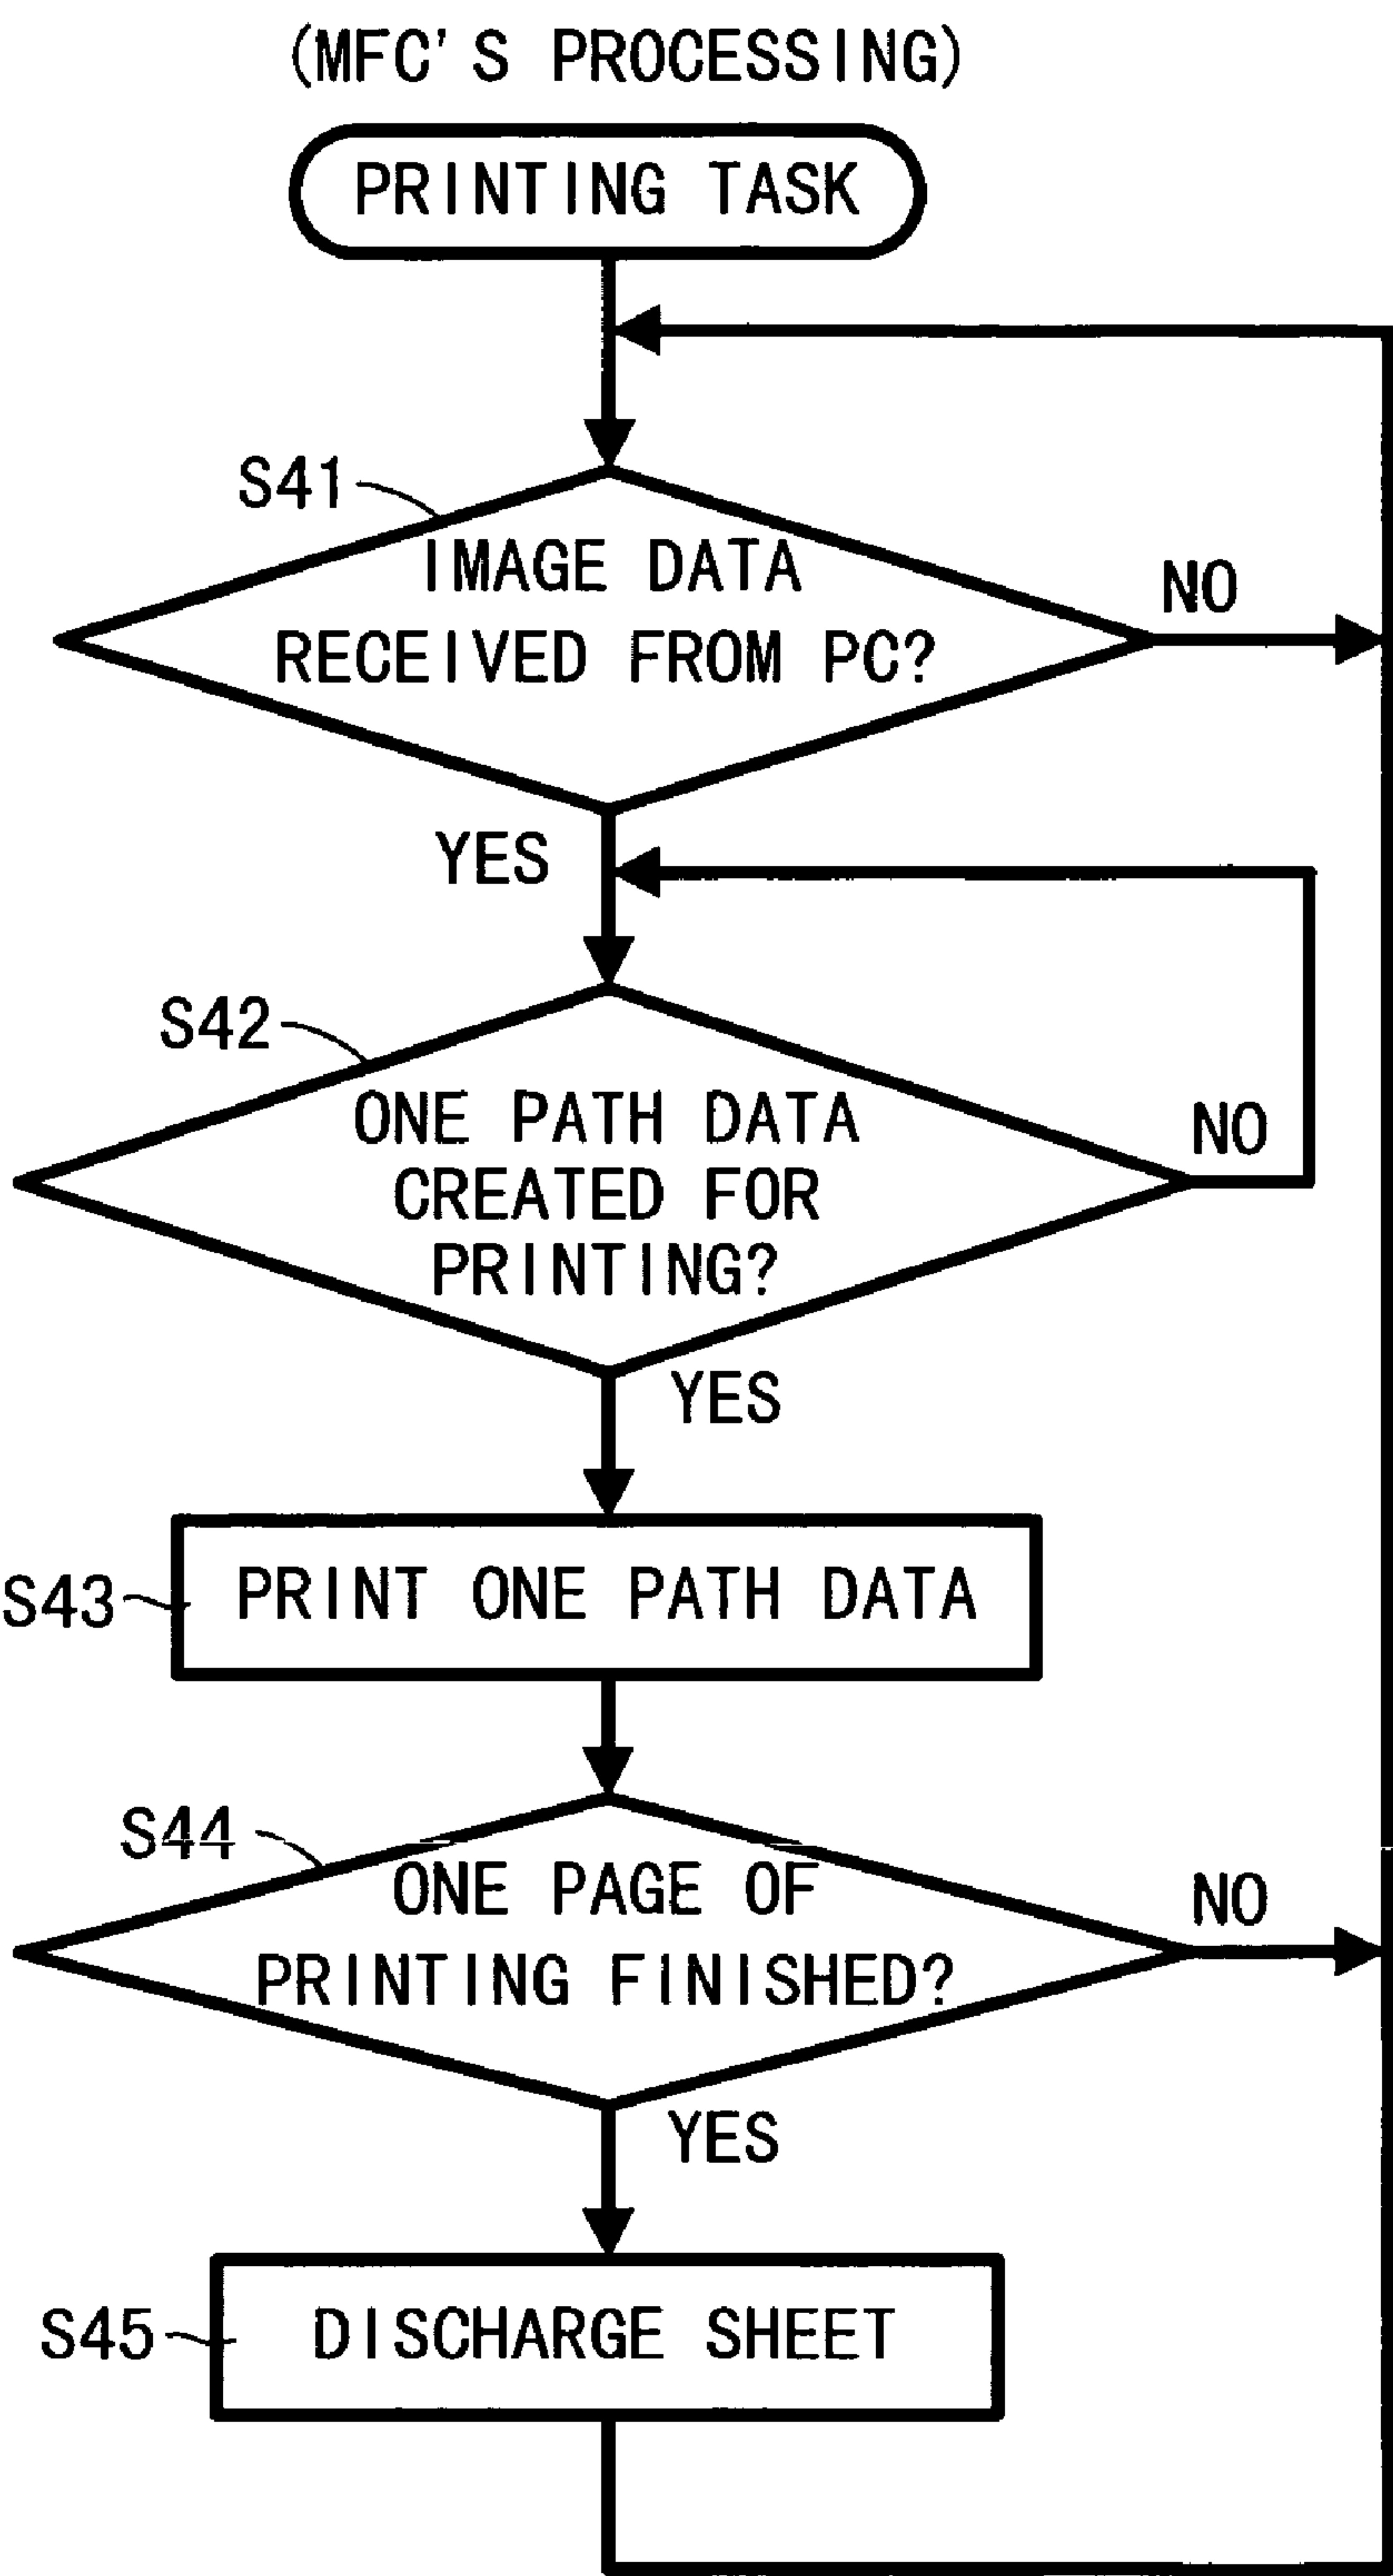 (MFC'S PROCESSING)
PRINTING TASK
S41
IMAGE DATA
RECEIVED FROM PC?
NO
YES
S42
ONE PATH DATA
CREATED FOR
PRINTING?
NO
YES
S43
PRINT ONE PATH DATA
S44
ONE PAGE OF
PRINTING FINISHED?
NO
YES
S45
DISCHARGE SHEET